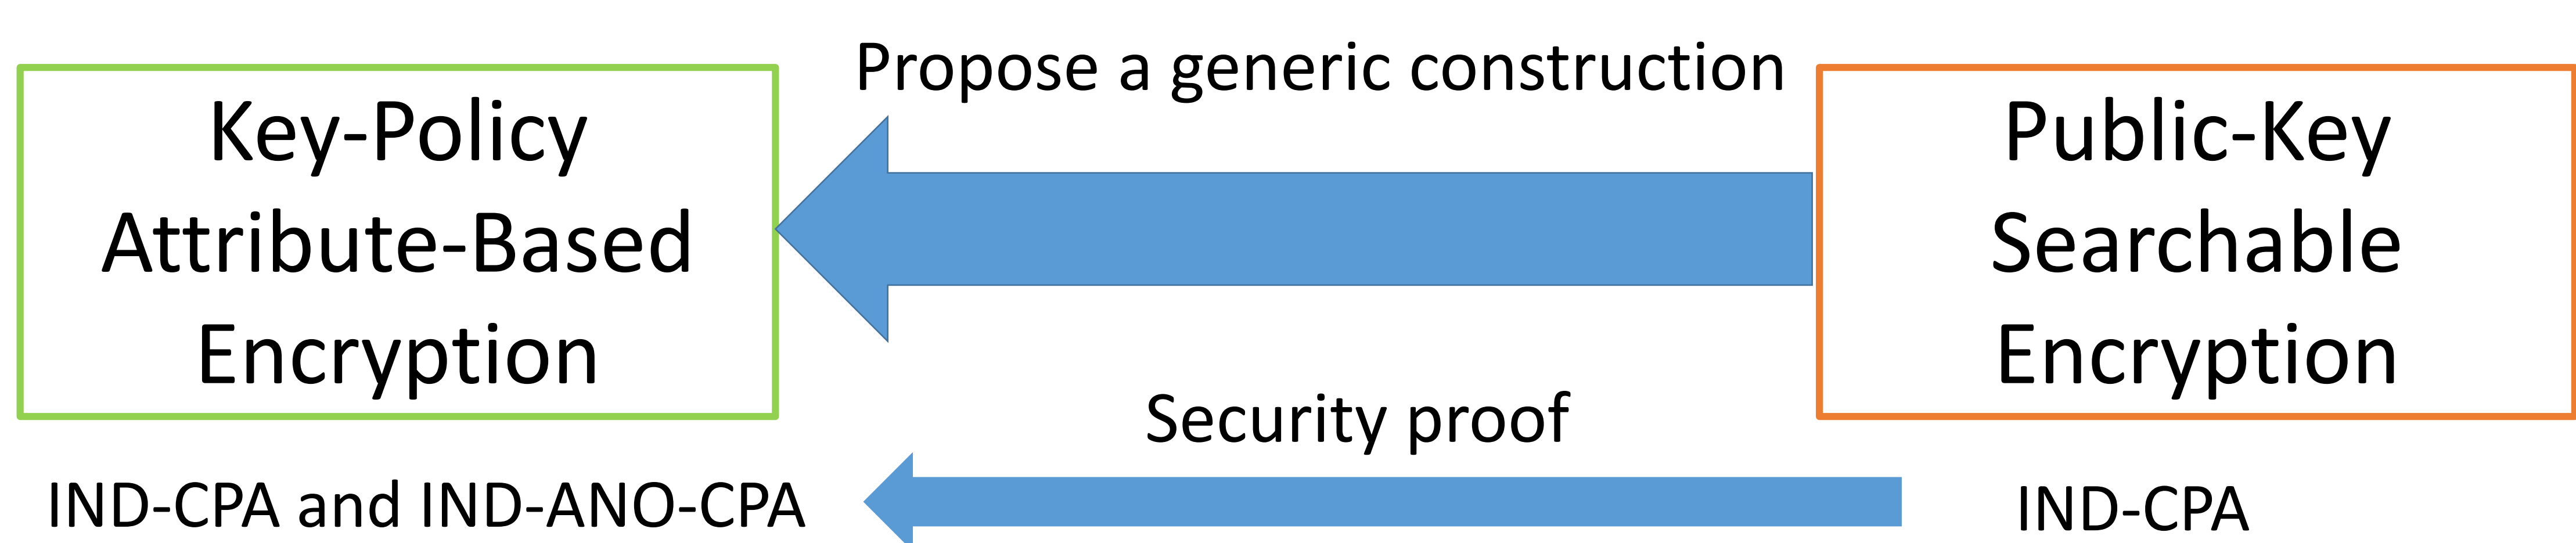 Key-Policy
Attribute-Based
Encryption
Propose a generic construction
Public-Key
Searchable
Encryption
Security proof
IND-CPA and IND-ANO-CPA
IND-CPA